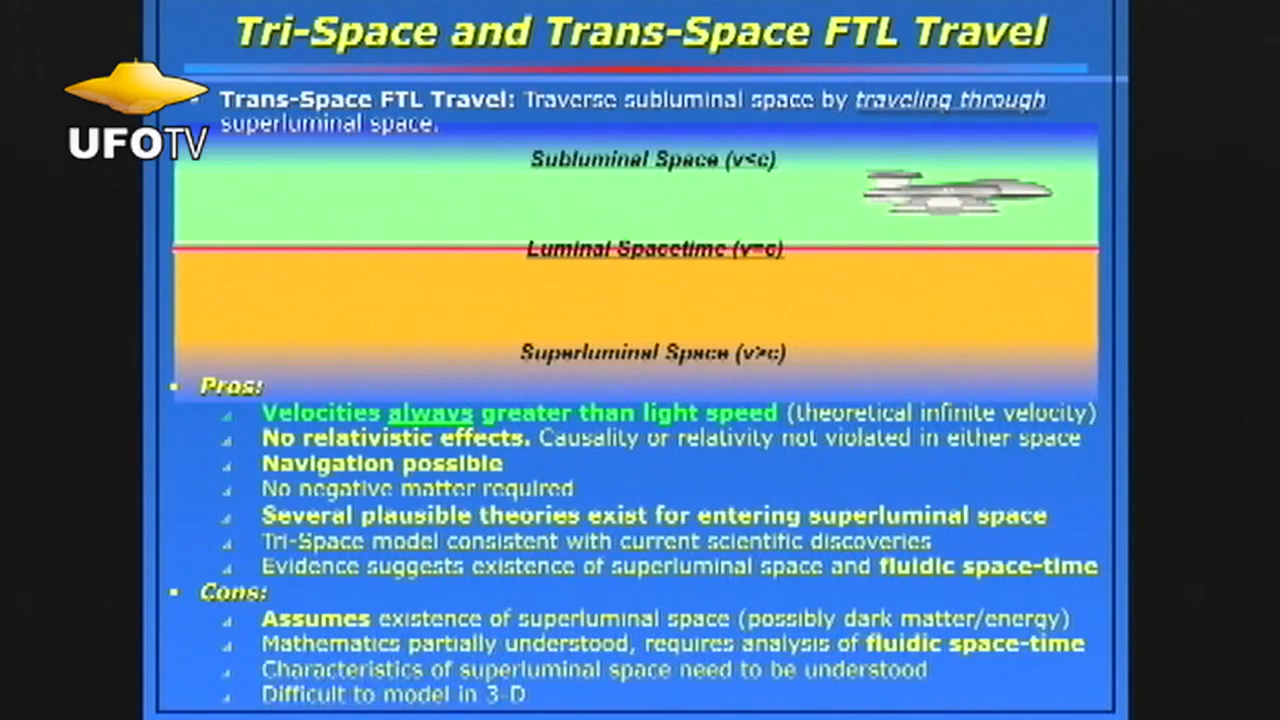 Tri-Space and Trans-Space FTL Travel
UFOTV
• Trans-Space FTL Travel: Traverse subluminal space by traveling through
superluminal space.
Subluminal Space (v<c)
Luminal Spacetime (v=c)
Superluminal Space (v>c)
• Pros:
Velocities always greater than light speed (theoretical infinite velocity)
No relativistic effects. Causality or relativity not violated in either space
Navigation possible
No negative matter required
Several plausible theories exist for entering superluminal space
Tri-Space model consistent with current scientific discoveries
Evidence suggests existence of superluminal space and fluidic space-time
• Cons:
Assumes existence of superluminal space (possibly dark matter/energy)
Mathematics partially understood, requires analysis of fluidic space-time
Characteristics of superluminal space need to be understood
Difficult to model in 3-D